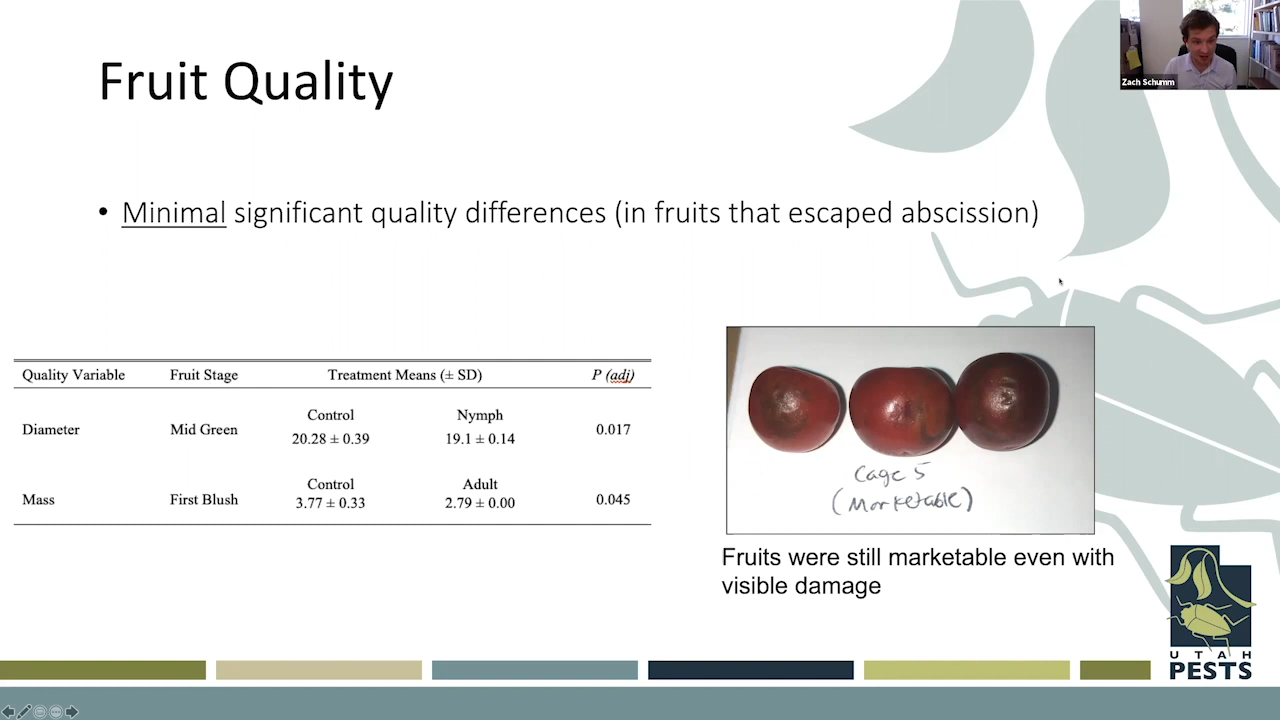 Zach Schumm
Fruit Quality
• Minimal significant quality differences (in fruits that escaped abscission)
Quality Variable Fruit Stage Treatment Means (± SD) P (adj)
Control Nymph
Diameter Mid Green 20.28 ± 0.39 19.1 ± 0.14 0.017
Control Adult
Mass First Blush 3.77 ± 0.33 2.79 ± 0.00 0.045
Cage 5
(Marketable)
Fruits were still marketable even with
visible damage
UTAH
PESTS